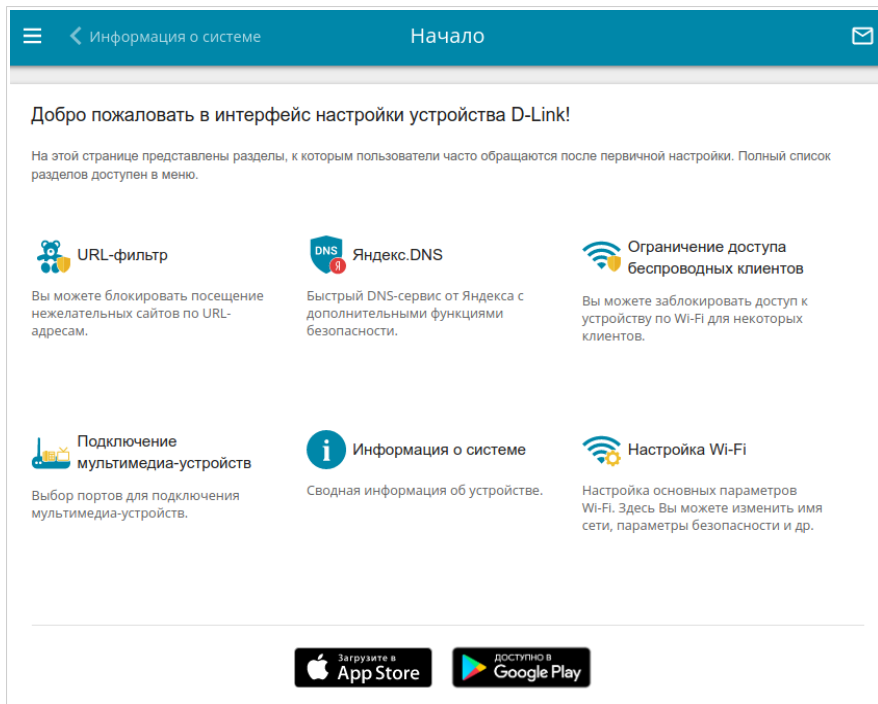 Информация о системе
Начало
Добро пожаловать в интерфейс настройки устройства D-Link!
На этой странице представлены разделы, к которым пользователи часто обращаются после первичной настройки. Полный список
разделов доступен в меню.
URL-фильтр
Вы можете блокировать посещение
нежелательных сайтов по URL-
адресам.
DNS
Я
Яндекс.DNS
Быстрый DNS-сервис от Яндекса с
дополнительными функциями
безопасности.
Ограничение доступа
беспроводных клиентов
Вы можете заблокировать доступ к
устройству по Wi-Fi для некоторых
клиентов.
Подключение
мультимедиа-устройств
Выбор портов для подключения
мультимедиа-устройств.
i
Информация о системе
Сводная информация об устройстве.
Настройка Wi-Fi
Настройка основных параметров
Wi-Fi. Здесь Вы можете изменить имя
сети, параметры безопасности и др.
Загрузите в
App Store
ДОСТУПНО В
Google Play